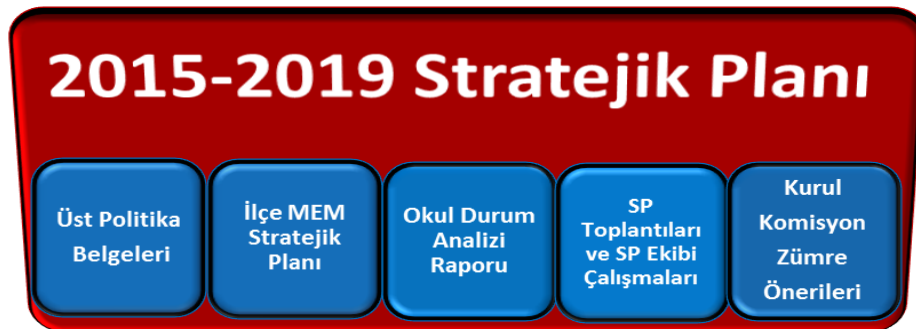 2015-2019 Stratejik Planı
Üst Politika
Belgeleri
İlçe MEM
Stratejik
Planı
Okul Durum
Analizi
Raporu
SP
Toplantıları
ve SP Ekibi
Çalışmaları
Kurul
Komisyon
Zümre
Önerileri